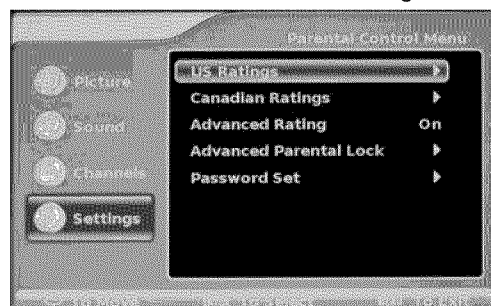 Parental Control Menu
Picture
Sound
Channels
Settings
US Ratings
Canadian Ratings
Advanced Rating On
Advanced Parental Lock
Password Set